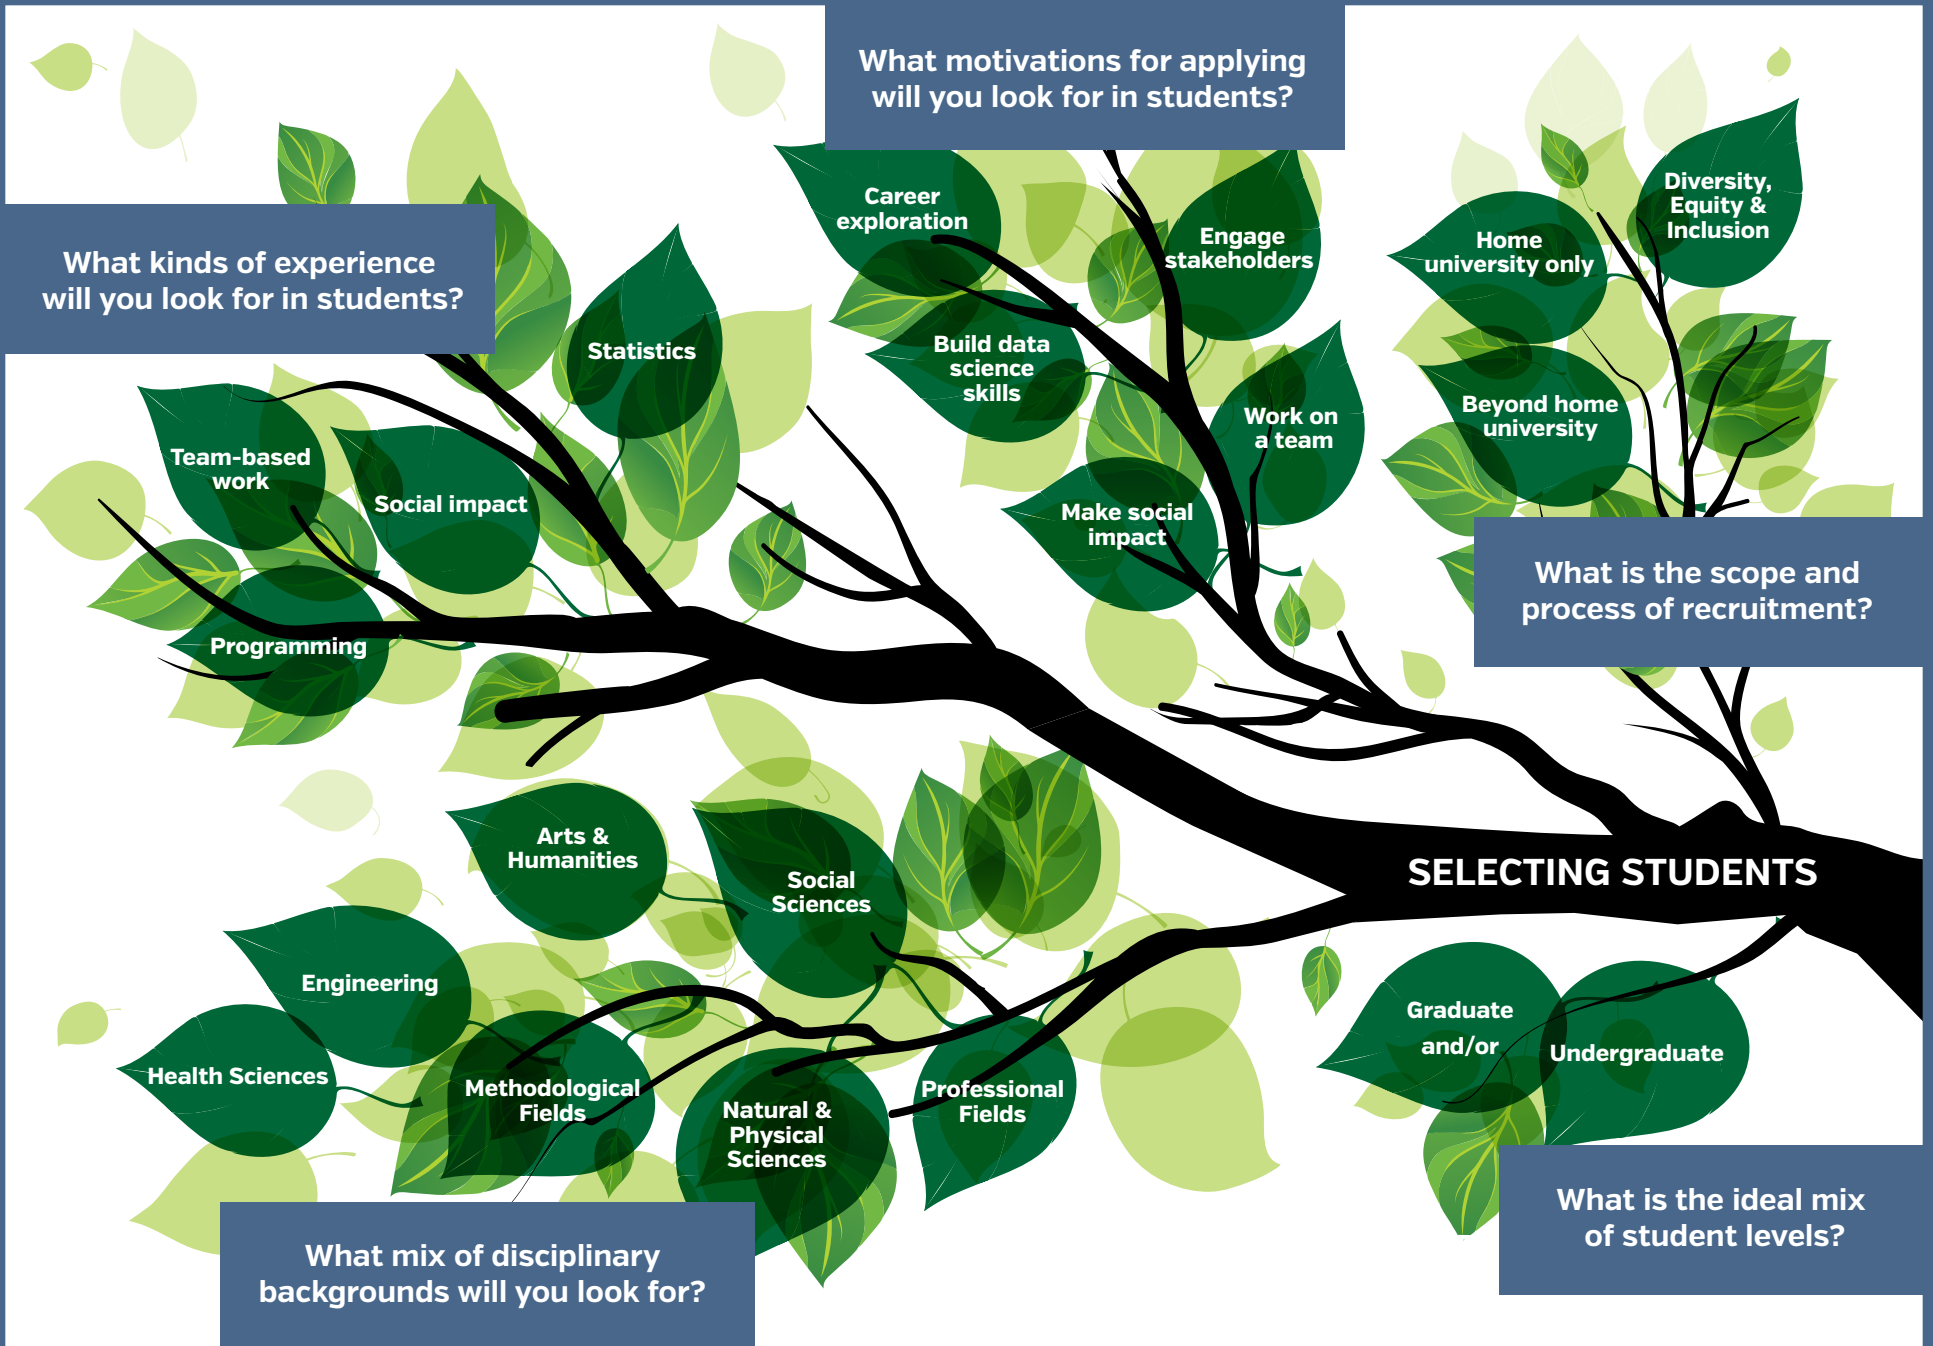 What motivations for applying
will you look for in students?
Career
exploration
Engage
stakeholders
Build data
science
skills
Work on
a team
Make social
impact
What kinds of experience
will you look for in students?
Statistics
Team-based
work
Social impact
Programming
Diversity,
Equity &
Inclusion
Home
university only
Beyond home
university
What is the scope and
process of recruitment?
SELECTING STUDENTS
Arts &
Humanities
Social
Sciences
Engineering
Health Sciences
Methodological
Fields
Natural &
Physical
Sciences
Professional
Fields
What mix of disciplinary
backgrounds will you look for?
Graduate
and/or
Undergraduate
What is the ideal mix
of student levels?